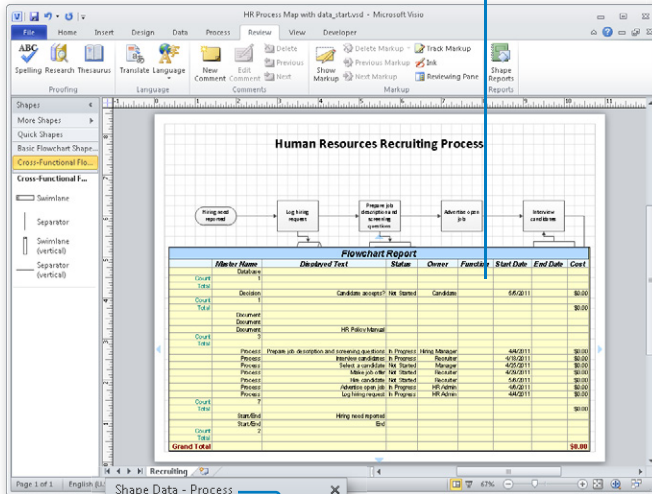 HR Process Map with data_start.vsd - Microsoft Visio
File Home Insert Design Data Process Review View Developer
ABC
Spelling Research Thesaurus
Proofing
Translate Language
Language
New Comment
Edit Comment
Delete
Previous
Next
Comments
Show Markup
Delete Markup
Previous Markup
Next Markup
Track Markup
Ink
Reviewing Pane
Markup
Shape Reports
Reports
Shapes
More Shapes
Quick Shapes
Basic Flowchart Shape...
Cross-Functional Flo...
Cross-Functional F...
Swimlane
Separator
Swimlane (vertical)
Separator (vertical)
Human Resources Recruiting Process
Hiring need reported
Log hiring request
Prepare job description and screening questions
Advertise open job
Interview candidates
Flowchart Report
Master Name Displayed Text Status Owner Function Start Date End Date Cost
Database
Count 1
Total
Decision Candidate accepts? Not Started Candidate 5/5/2011 $0.00
Count 1
Total $0.00
Document
Document
Document HR Policy Manual
Count 3
Total
Process Prepare job description and screening questions In Progress Hiring Manager 4/4/2011 $0.00
Process Interview candidates In Progress Recruiter 4/18/2011 $0.00
Process Select a candidate Not Started Manager 4/25/2011 $0.00
Process Make job offer Not Started Recruiter 4/29/2011 $0.00
Process Hire candidate Not Started Recruiter 5/6/2011 $0.00
Process Advertise open job In Progress HR Admin 4/6/2011 $0.00
Process Log hiring request In Progress HR Admin 4/4/2011 $0.00
Count 7
Total $0.00
Start/End Hiring need reported
Start/End End
Count 2
Total
Grand Total $0.00
Recruiting
Page 1 of 1 English (U. 67%
Shape Data - Process